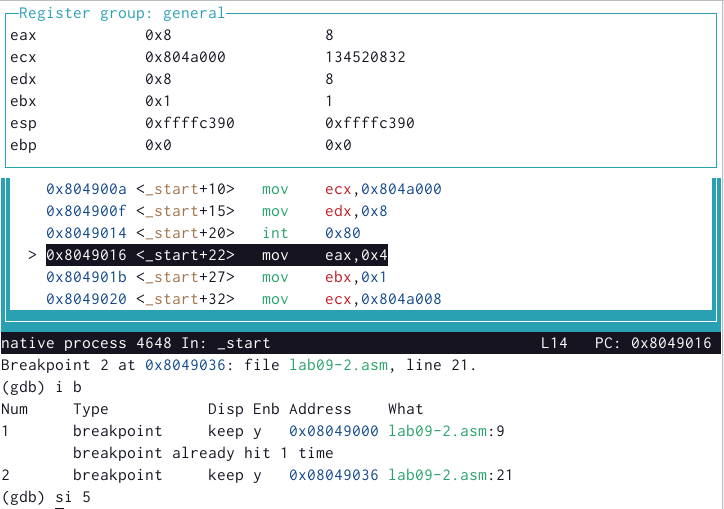 Register group: general
eax 0x8 8
ecx 0x804a000 134520832
edx 0x8 8
ebx 0x1 1
esp 0xffffc390 0xffffc390
ebp 0x0 0x0
0x804900a <_start+10> mov ecx,0x804a000
0x804900f <_start+15> mov edx,0x8
0x8049014 <_start+20> int 0x80
> 0x8049016 <_start+22> mov eax,0x4
0x804901b <_start+27> mov ebx,0x1
0x8049020 <_start+32> mov ecx,0x804a008
native process 4648 In: _start L14 PC: 0x8049016
Breakpoint 2 at 0x8049036: file lab09-2.asm, line 21.
(gdb) i b
Num Type Disp Enb Address What
1 breakpoint keep y 0x08049000 lab09-2.asm:9
breakpoint already hit 1 time
2 breakpoint keep y 0x08049036 lab09-2.asm:21
(gdb) si 5